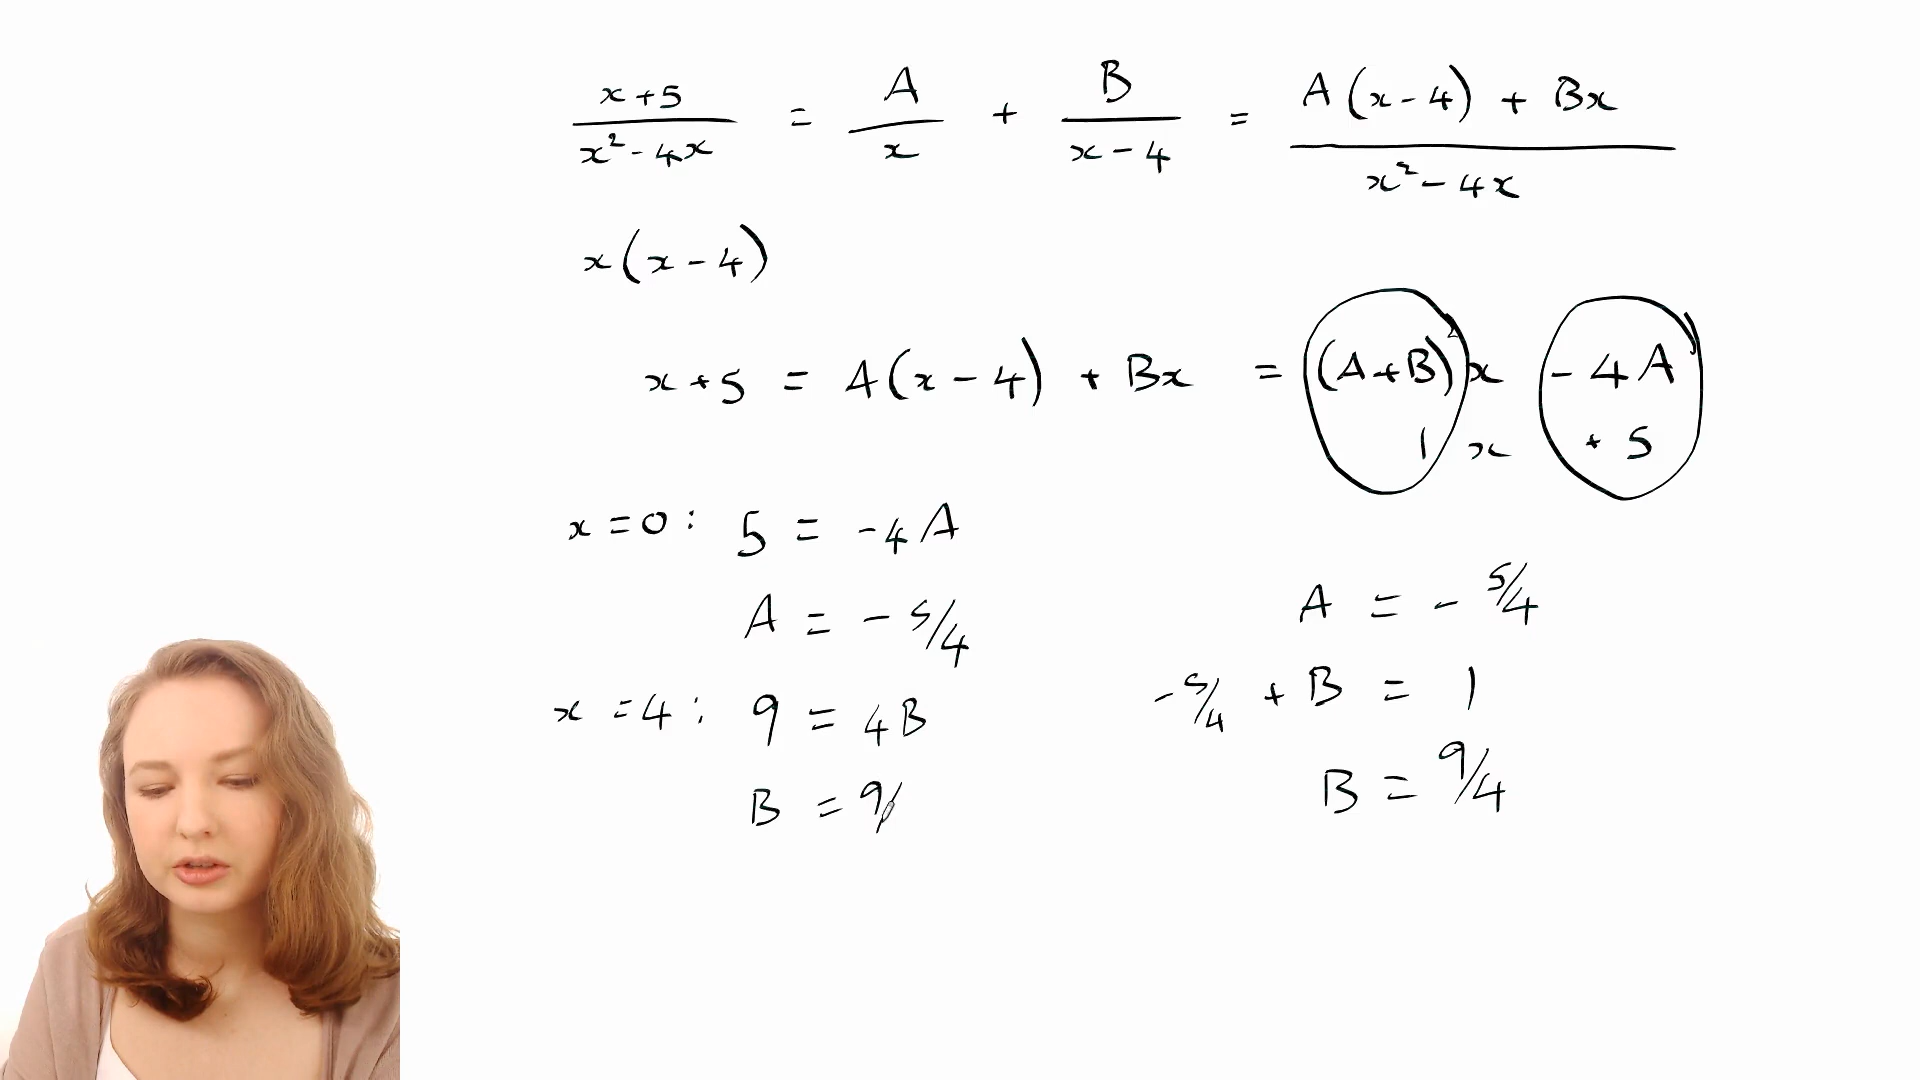 x+5/x²-4x = A/x + B/x-4 = A(x-4) + Bx/x²-4x
x(x-4)
x+5 = A(x-4) + Bx = (A+B)x -4A
1x +5
x=0: 5 = -4A
A = -5/4
x=4: 9 = 4B
B = 9/
A = -5/4
-5/4 + B = 1
B = 9/4